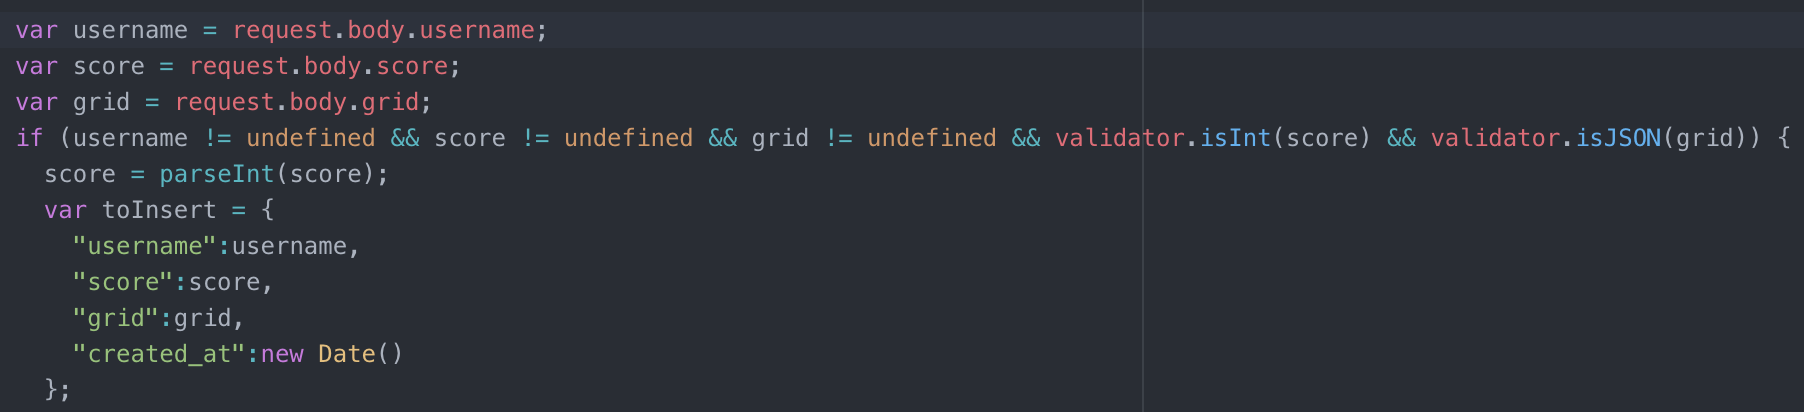 var username = request.body.username;
var score = request.body.score;
var grid = request.body.grid;
if (username != undefined && score != undefined && grid != undefined && validator.isInt(score) && validator.isJSON(grid)) {
  score = parseInt(score);
  var toInsert = {
    "username":username,
    "score":score,
    "grid":grid,
    "created_at":new Date()
  };